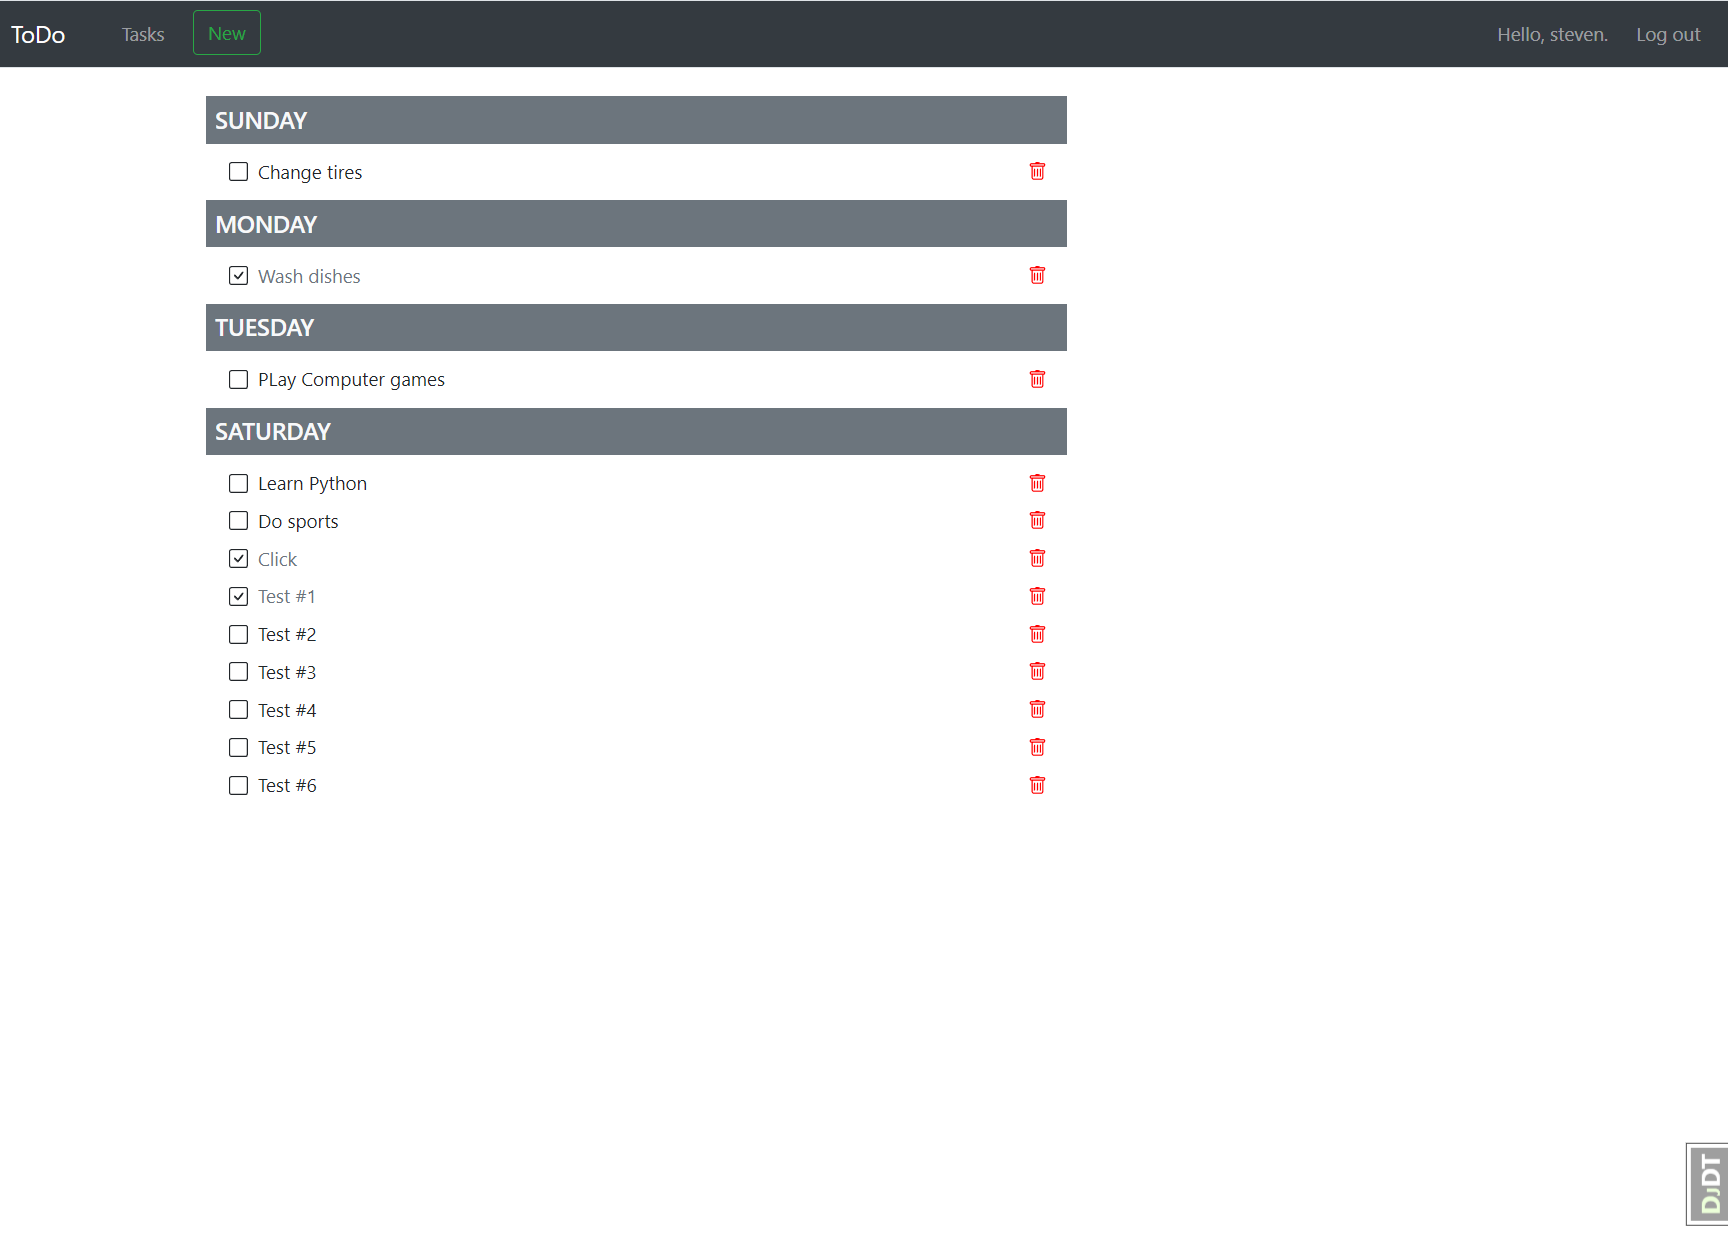 ToDo Tasks New Hello, steven. Log out
SUNDAY
Change tires
MONDAY
Wash dishes
TUESDAY
PLay Computer games
SATURDAY
Learn Python
Do sports
Click
Test #1
Test #2
Test #3
Test #4
Test #5
Test #6
DJDT